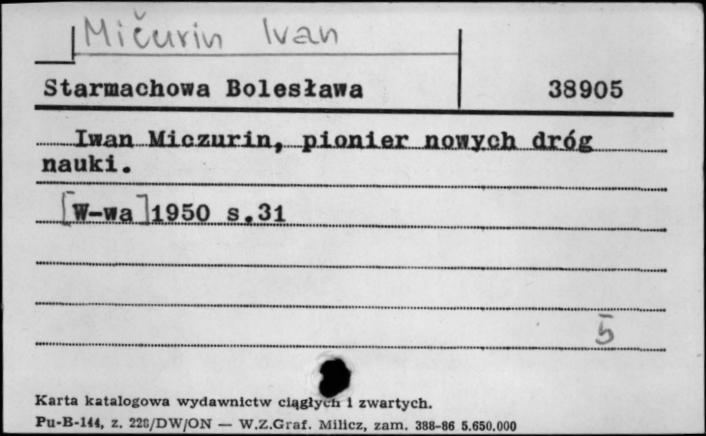 Mičurin Ivan
Starmachowa Bolesława 38905
Iwan Miczurin, pionier nowych dróg
nauki.
[W-wa]1950 s.31
5
Karta katalogowa wydawnictw ciągłych i zwartych.
Pu-B-144, z. 228/DW/ON — W.Z.Graf. Milicz, zam. 388-86 5.650.000